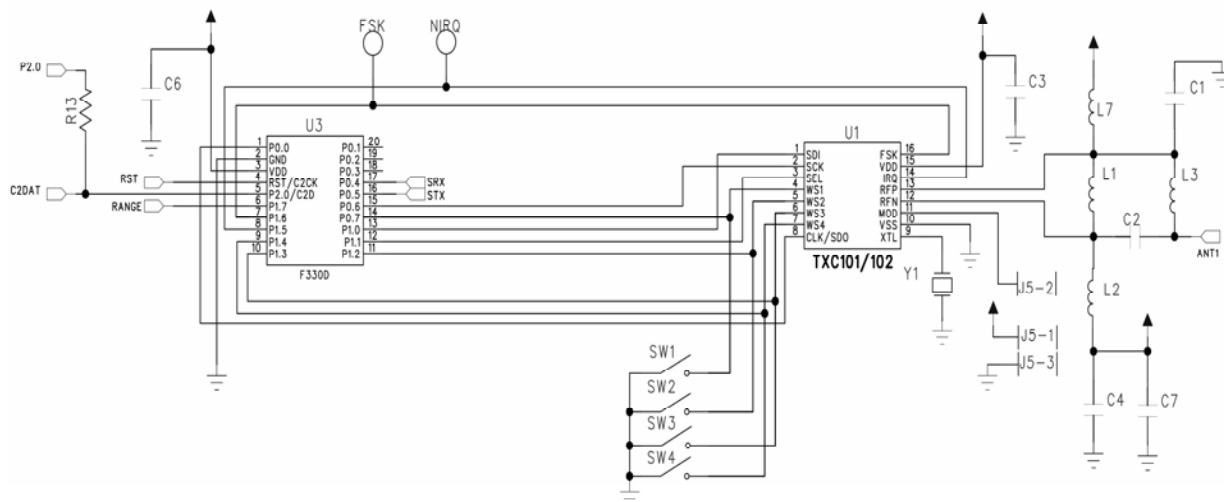 FSK
NIRQ
P2.0
R13
C6
C3
C1
L7
U3
U1
1 P0.0 P0.1 20
2 GND P0.2 19
3 VDD P0.3 18
4 RST/C2CK P0.4 17
5 P2.0/C2D P0.5 16
6 P1.7 P0.6 15
7 P1.6 P0.7 14
8 P1.5 P1.0 13
9 P1.4 P1.1 12
10 P1.3 P1.2 11
F330D
RST
C2DAT
RANGE
SRX
STX
1 SDI FSK 16
2 SCK VDD 15
3 SEL IRQ 14
4 WS1 RFP 13
5 WS2 RFN 12
6 WS3 MOD 11
7 WS4 VSS 10
8 CLK/SDO XTL 9
TXC101/102
L1
L3
C2
ANT1
Y1
L2
J5-2
J5-1
J5-3
SW1
SW2
SW3
SW4
C4
C7